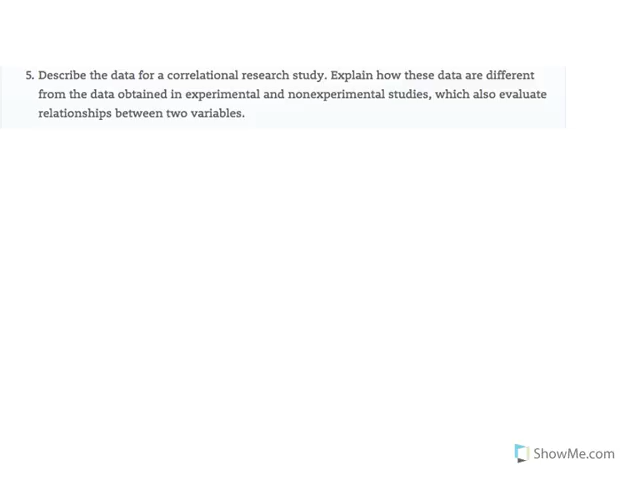 5. Describe the data for a correlational research study. Explain how these data are different
from the data obtained in experimental and nonexperimental studies, which also evaluate
relationships between two variables.
ShowMe.com